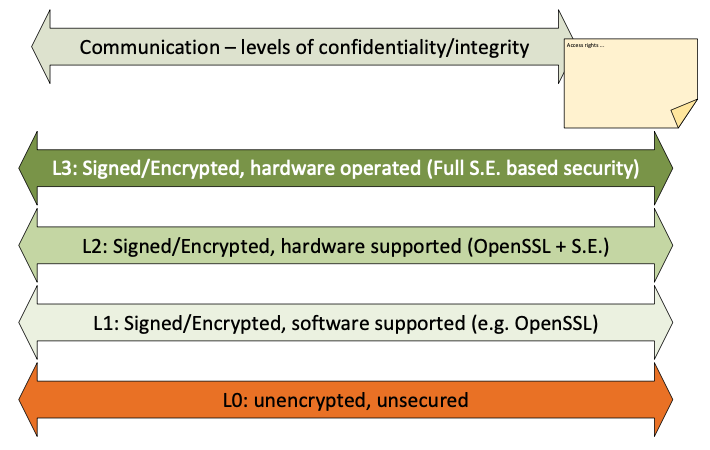 Communication – levels of confidentiality/integrity
Access rights ...
L3: Signed/Encrypted, hardware operated (Full S.E. based security)
L2: Signed/Encrypted, hardware supported (OpenSSL + S.E.)
L1: Signed/Encrypted, software supported (e.g. OpenSSL)
L0: unencrypted, unsecured